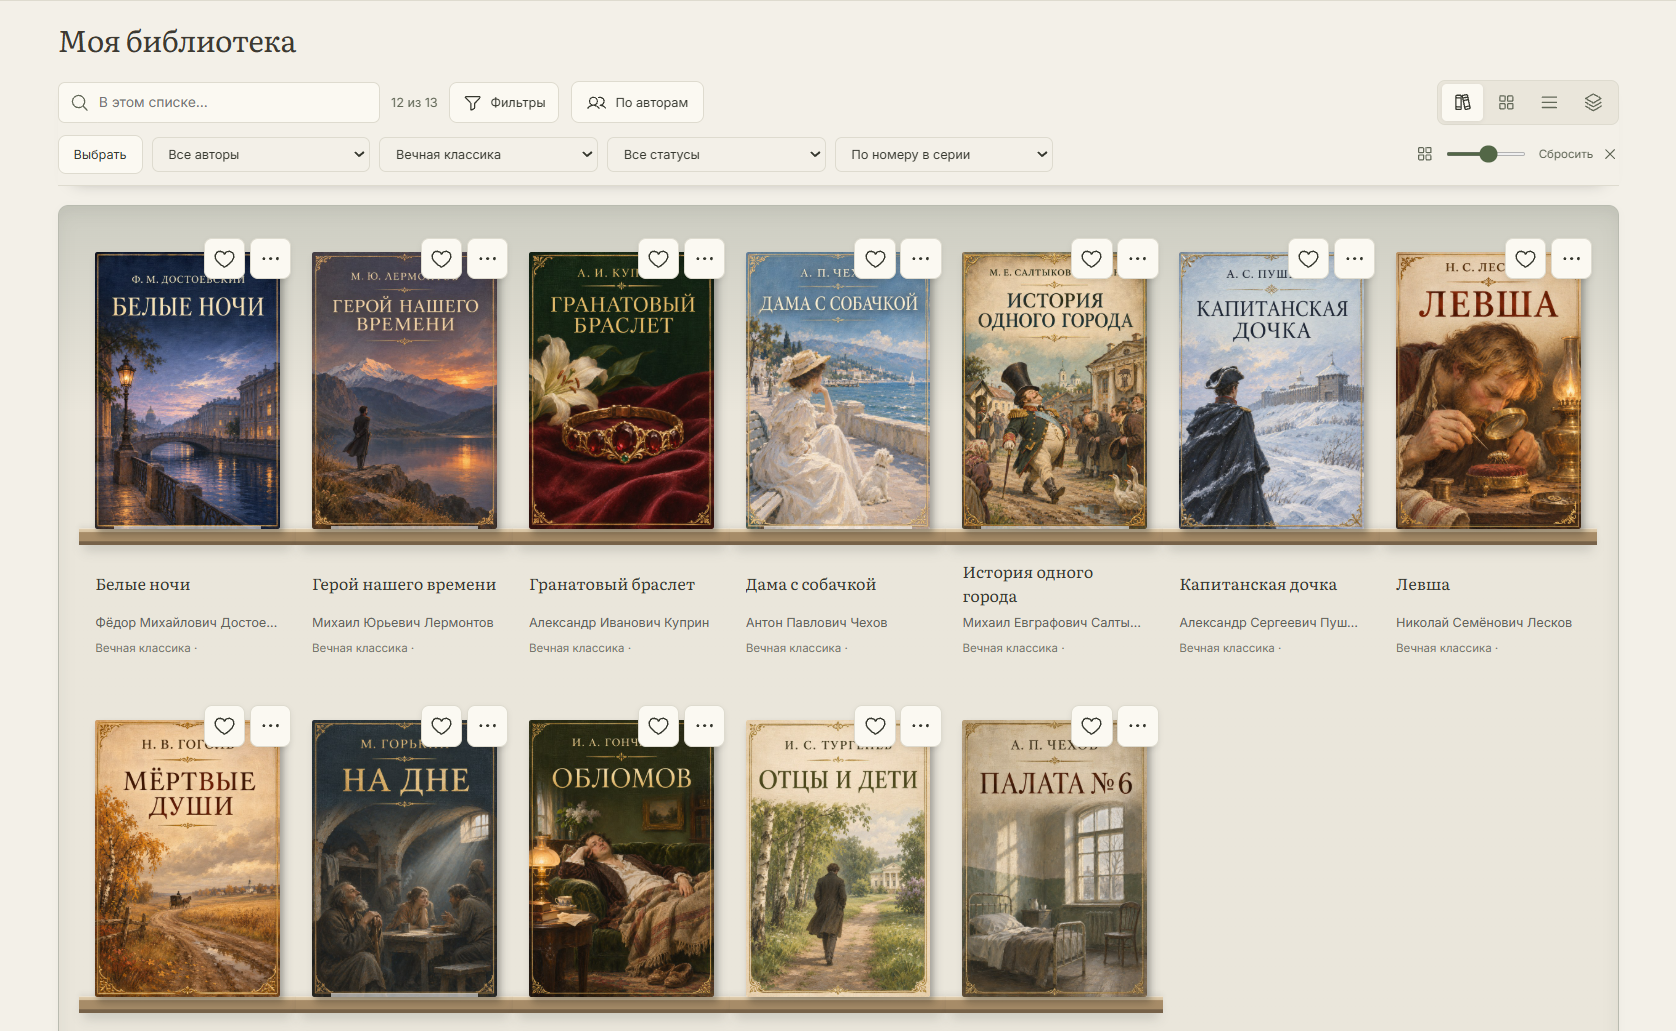 Моя библиотека
В этом списке...
12 из 13
Фильтры
По авторам
Выбрать
Все авторы
Вечная классика
Все статусы
По номеру в серии
Сбросить
Ф. М. ДОСТОЕВСКИЙ
БЕЛЫЕ НОЧИ
М. Ю.
ГЕРОЙ НАШЕГО
ВРЕМЕНИ
А. И.
ГРАНАТОВЫЙ
БРАСЛЕТ
А. П.
ДАМА С СОБАЧКОЙ
М. Е.
ИСТОРИЯ
ОДНОГО ГОРОДА
А. С.
КАПИТАНСКАЯ
ДОЧКА
Н. С.
ЛЕВША
Белые ночи
Герой нашего времени
Гранатовый браслет
Дама с собачкой
История одного
города
Капитанская дочка
Левша
Фёдор Михайлович Достое...
Михаил Юрьевич Лермонтов
Александр Иванович Куприн
Антон Павлович Чехов
Михаил Евграфович Салты...
Александр Сергеевич Пуш...
Николай Семёнович Лесков
Вечная классика ·
Вечная классика ·
Вечная классика ·
Вечная классика ·
Вечная классика ·
Вечная классика ·
Вечная классика ·
Н. В. ГОГОЛЬ
МЁРТВЫЕ
ДУШИ
М.
НА ДНЕ
И. А.
ОБЛОМОВ
И. С. ТУРГЕНЕВ
ОТЦЫ И ДЕТИ
А. П. ЧЕХОВ
ПАЛАТА №6